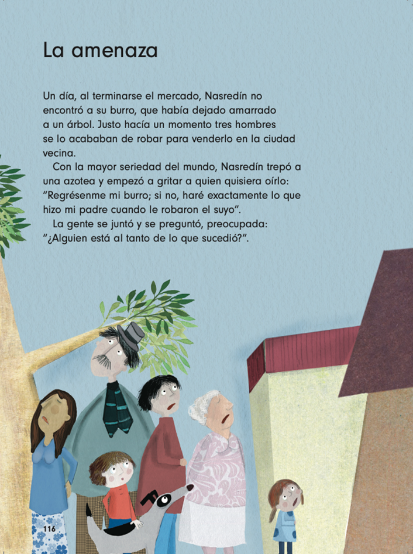 La amenaza
Un día, al terminarse el mercado, Nasredín no
encontró a su burro, que había dejado amarrado
a un árbol. Justo hacía un momento tres hombres
se lo acababan de robar para venderlo en la ciudad
vecina.
Con la mayor seriedad del mundo, Nasredín trepó a
una azotea y empezó a gritar a quien quisiera oírlo:
“Regrésenme mi burro; si no, haré exactamente lo que
hizo mi padre cuando le robaron el suyo”.
La gente se juntó y se preguntó, preocupada:
“¿Alguien está al tanto de lo que sucedió?”.
116